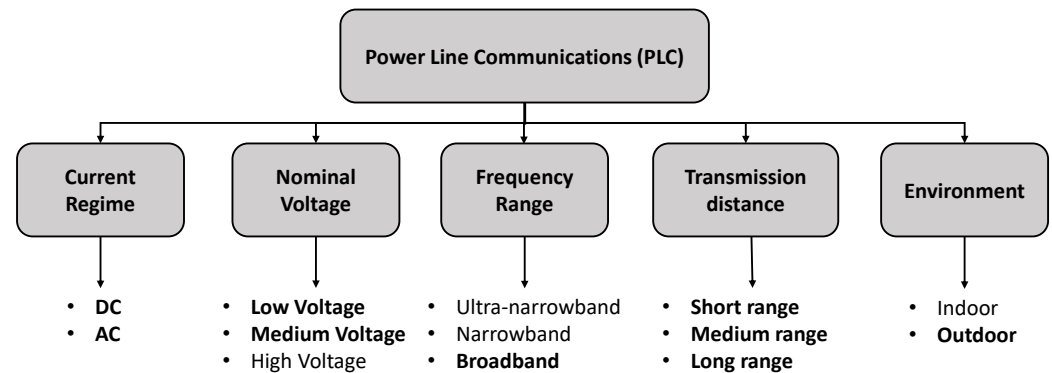 Power Line Communications (PLC)
Current
Regime
Nominal
Voltage
Frequency
Range
Transmission
distance
Environment
• DC
• AC
• Low Voltage
• Medium Voltage
• High Voltage
• Ultra-narrowband
• Narrowband
• Broadband
• Short range
• Medium range
• Long range
• Indoor
• Outdoor